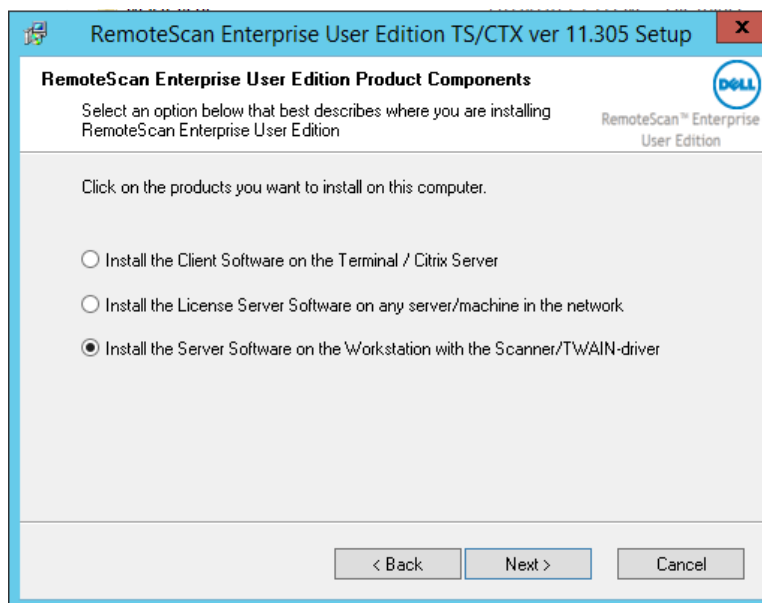 RemoteScan Enterprise User Edition TS/CTX ver 11.305 Setup
x
RemoteScan Enterprise User Edition Product Components
Select an option below that best describes where you are installing
RemoteScan Enterprise User Edition
DELL
RemoteScan™ Enterprise
User Edition
Click on the products you want to install on this computer.
Install the Client Software on the Terminal / Citrix Server
Install the License Server Software on any server/machine in the network
Install the Server Software on the Workstation with the Scanner/TWAIN-driver
< Back
Next >
Cancel